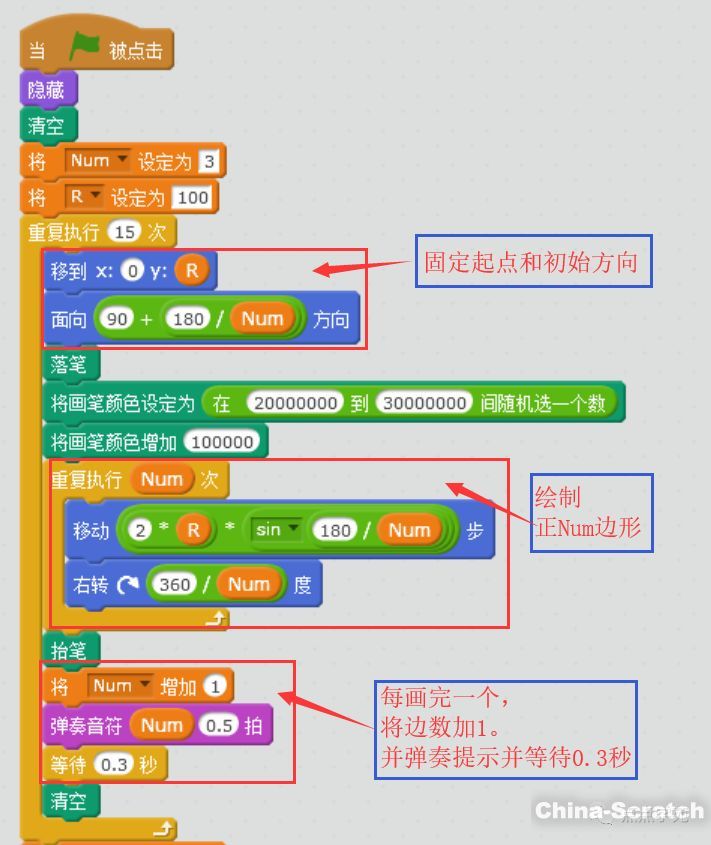 当 被点击
隐藏
清空
将 Num 设定为 3
将 R 设定为 100
重复执行 15 次
移到 x: 0 y: R
固定起点和初始方向
面向 90 + 180 / Num 方向
落笔
将画笔颜色设定为 在 20000000 到 30000000 间随机选一个数
将画笔颜色增加 100000
重复执行 Num 次
绘制
正Num边形
移动 2 * R * sin 180 / Num 步
右转 360 / Num 度
抬笔
将 Num 增加 1
弹奏音符 Num 0.5 拍
等待 0.3 秒
每画完一个，
将边数加1。
并弹奏提示并等待0.3秒
清空
China-Scratch